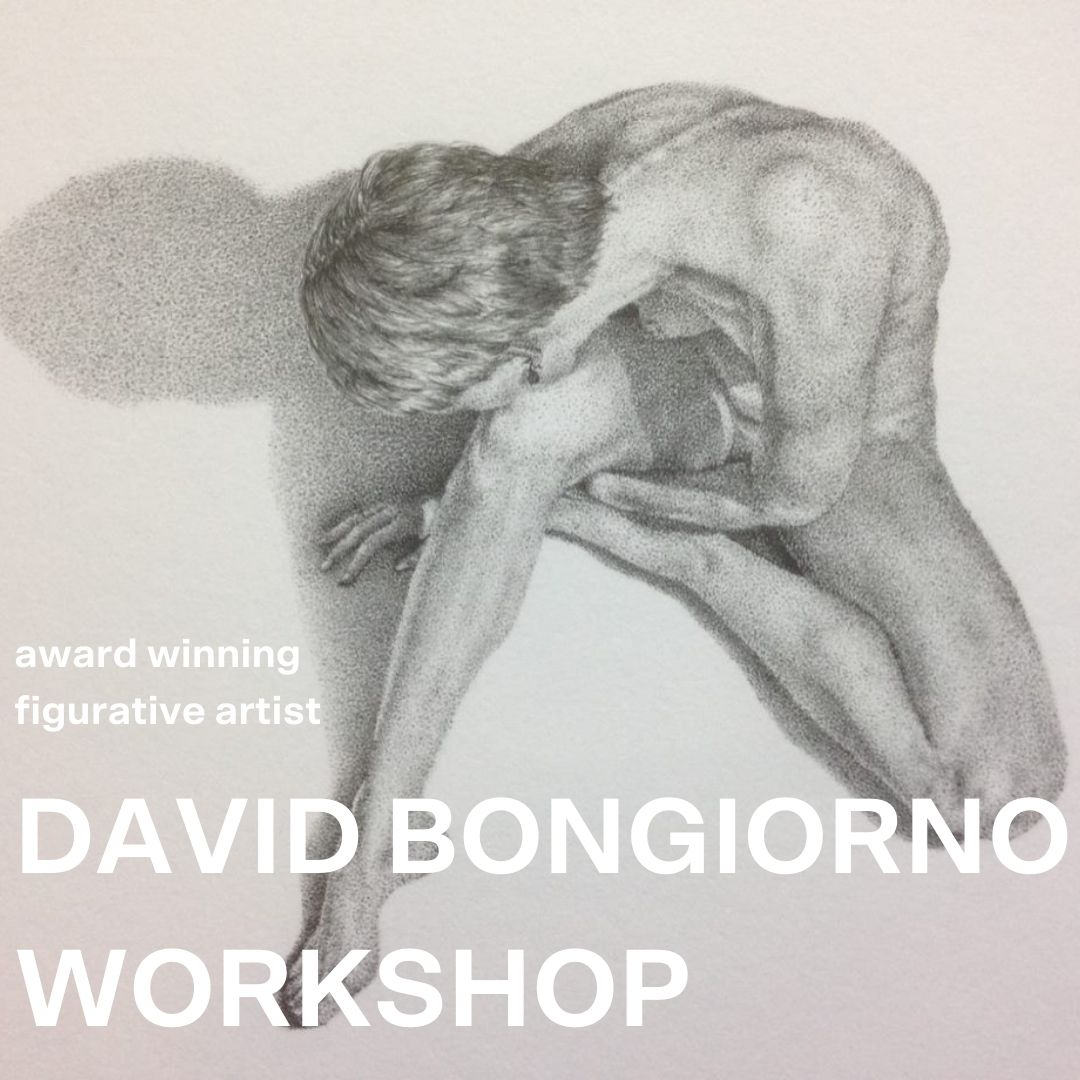 award winning
figurative artist
DAVID BONGIORNO
WORKSHOP